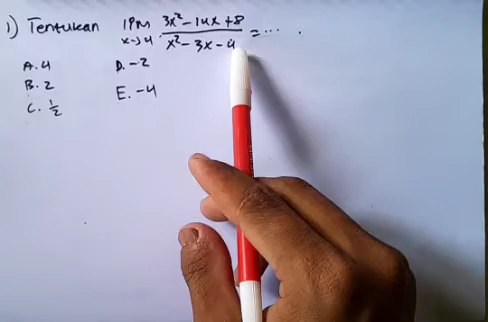 1) Tentukan lim x→4 3x² - 14x + 8 / x² - 3x - 4 = ....
A. 4 D. -2
B. 2 E. -4
C. 1/2